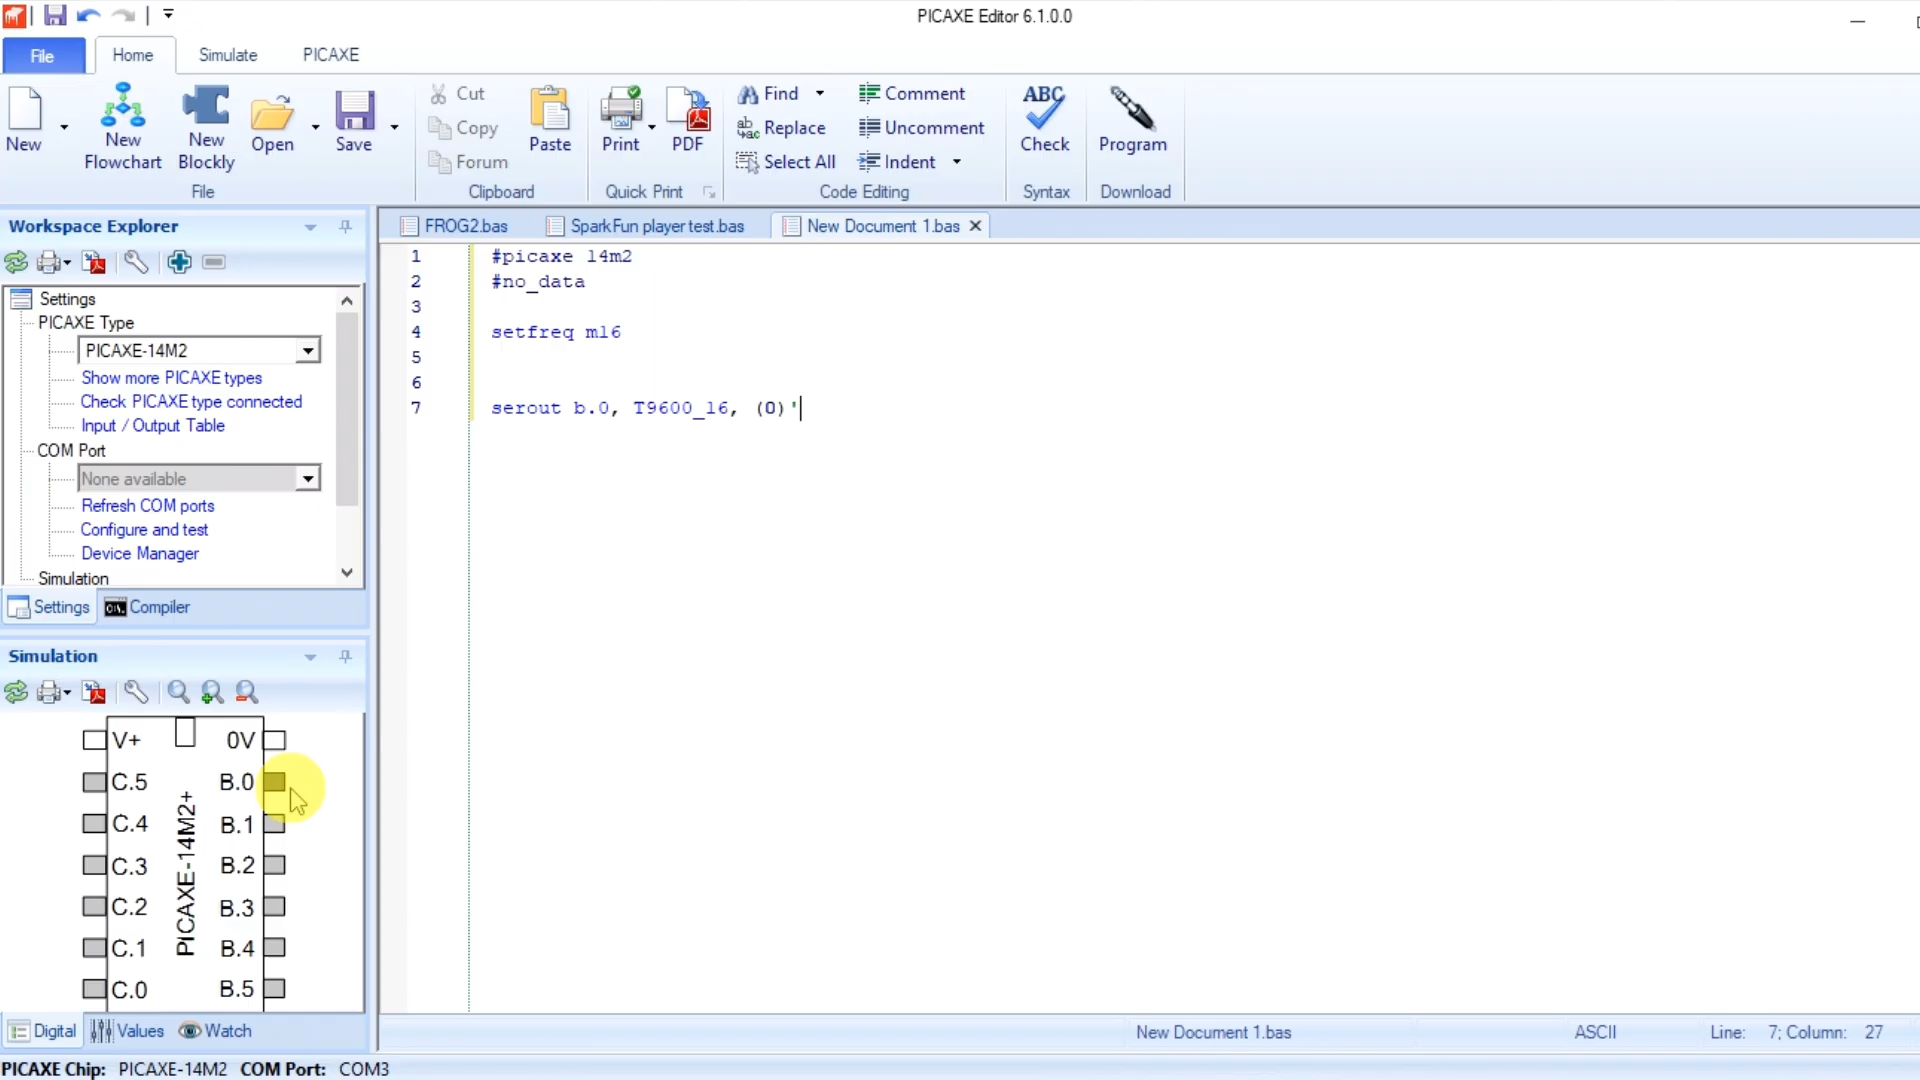 PICAXE Editor 6.1.0.0
File Home Simulate PICAXE
New
New Flowchart
New Blockly
Open
Save
Cut
Copy
Forum
Paste
Print
PDF
Find
Replace
Select All
Comment
Uncomment
Indent
ABC
Check
Program
File Clipboard Quick Print Code Editing Syntax Download
Workspace Explorer
Settings
PICAXE Type
PICAXE-14M2
Show more PICAXE types
Check PICAXE type connected
Input / Output Table
COM Port
None available
Refresh COM ports
Configure and test
Device Manager
Simulation
Settings Compiler
FROG2.bas SparkFun player test.bas New Document 1.bas
1 #picaxe 14m2
2 #no_data
3
4 setfreq m16
5
6
7 serout b.0, T9600_16, (0)'
Simulation
V+ 0V
C.5 B.0
C.4 B.1
C.3 B.2
C.2 B.3
C.1 B.4
C.0 B.5
PICAXE-14M2+
Digital Values Watch
New Document 1.bas ASCII Line: 7; Column: 27
PICAXE Chip: PICAXE-14M2 COM Port: COM3